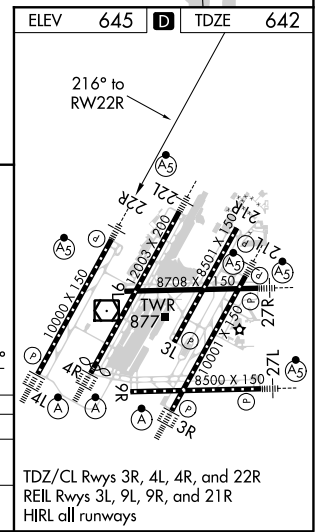 ELEV 645 D TDZE 642
216° to
RW22R
A5
22R
22L
A5
P
21R
12003 X 200
8501 X 150
A5
21L
P
A5
10000 X 150
9L
8708 X 150
P
27R
TWR
877
10001 X 150
P
3L
P
4R
9R
8500 X 150
27L
A5
4L
A
A
A
P
3R
P
1°
TDZ/CL Rwys 3R, 4L, 4R, and 22R
REIL Rwys 3L, 9L, 9R, and 21R
HIRL all runways